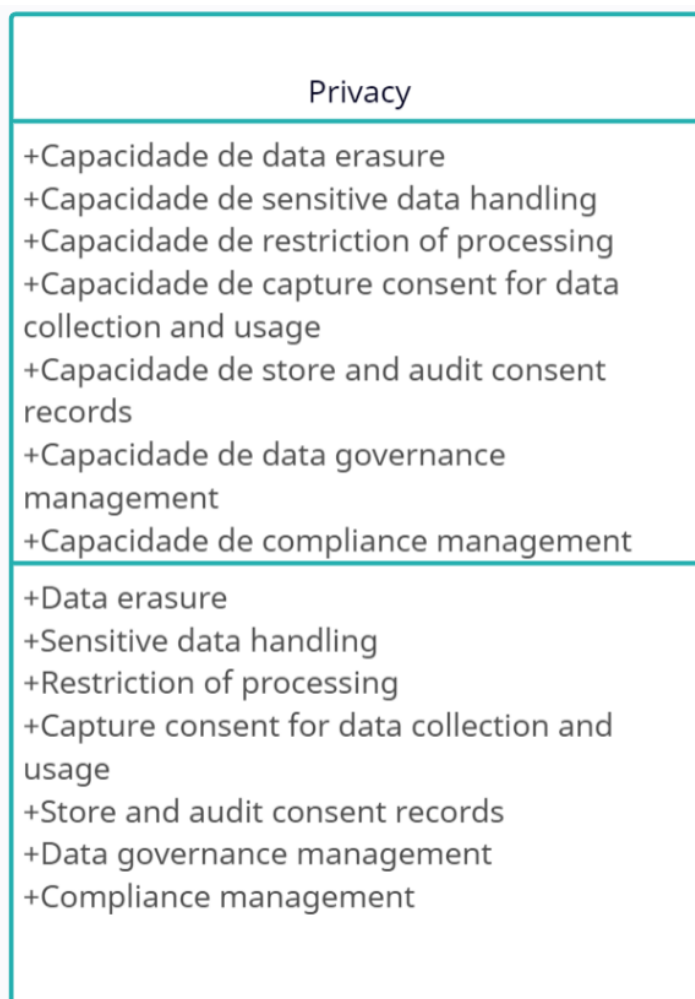 Privacy
+Capacidade de data erasure
+Capacidade de sensitive data handling
+Capacidade de restriction of processing
+Capacidade de capture consent for data
collection and usage
+Capacidade de store and audit consent
records
+Capacidade de data governance
management
+Capacidade de compliance management
+Data erasure
+Sensitive data handling
+Restriction of processing
+Capture consent for data collection and
usage
+Store and audit consent records
+Data governance management
+Compliance management